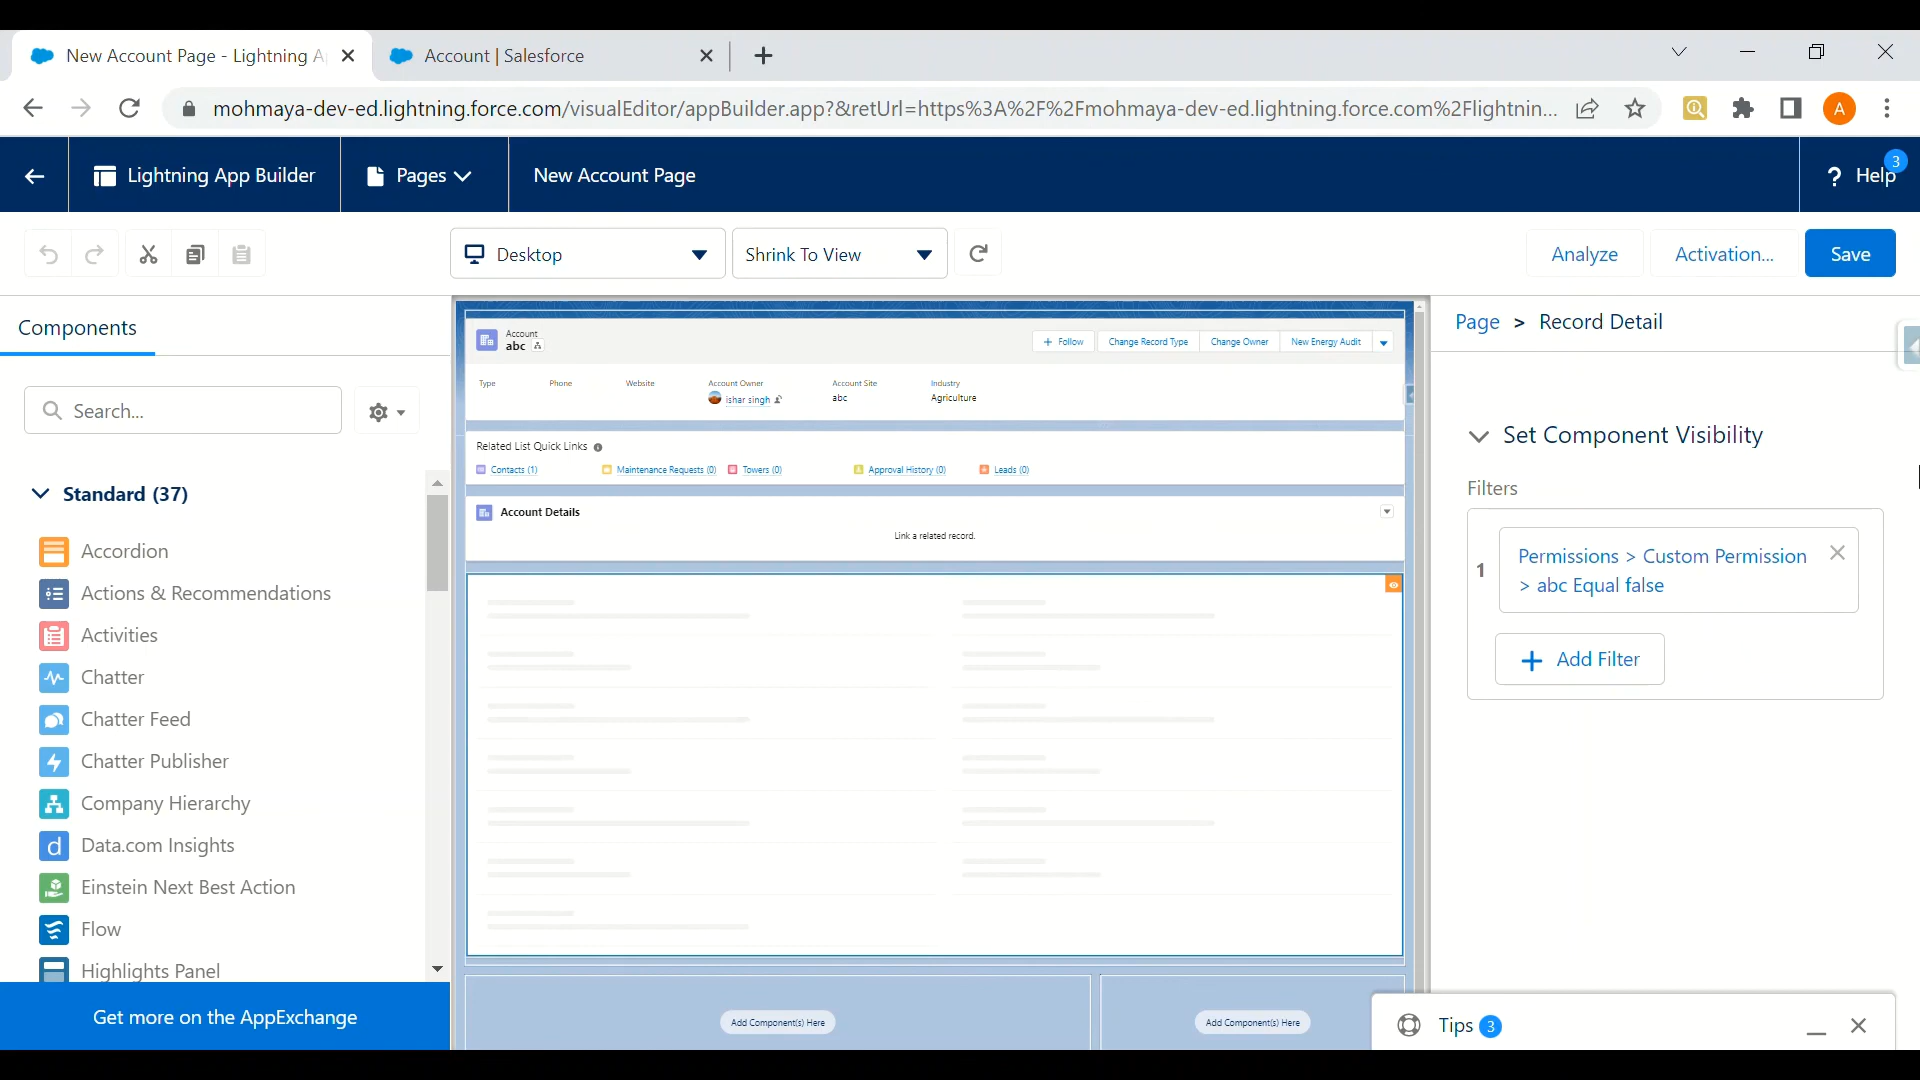 New Account Page - Lightning A
Account | Salesforce
mohmaya-dev-ed.lightning.force.com/visualEditor/appBuilder.app?&retUrl=https%3A%2F%2Fmohmaya-dev-ed.lightning.force.com%2Flightnin...
A
Lightning App Builder
Pages
New Account Page
? Help
3
Desktop
Shrink To View
Analyze
Activation...
Save
Components
Search...
Standard (37)
Accordion
Actions & Recommendations
Activities
Chatter
Chatter Feed
Chatter Publisher
Company Hierarchy
d Data.com Insights
Einstein Next Best Action
Flow
Highlights Panel
Get more on the AppExchange
Account
abc
+ Follow
Change Record Type
Change Owner
New Energy Audit
Type
Phone
Website
Account Owner
ishar singh
Account Site
abc
Industry
Agriculture
Related List Quick Links
Contacts (1)
Maintenance Requests (0)
Towers (0)
Approval History (0)
Leads (0)
Account Details
Link a related record.
Add Component(s) Here
Add Component(s) Here
Page > Record Detail
Set Component Visibility
Filters
1
Permissions > Custom Permission
> abc Equal false
+ Add Filter
Tips 3